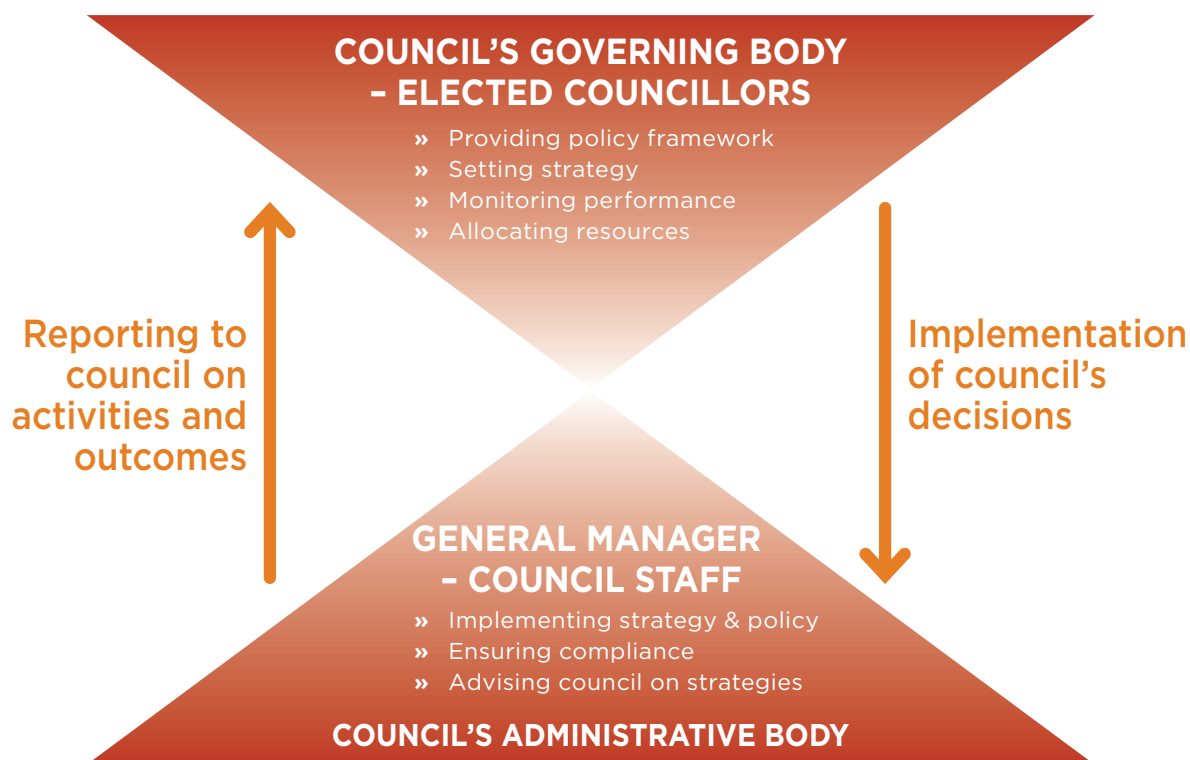 COUNCIL’S GOVERNING BODY
– ELECTED COUNCILLORS
» Providing policy framework
» Setting strategy
» Monitoring performance
» Allocating resources
Reporting to
council on
activities and
outcomes
Implementation
of council’s
decisions
GENERAL MANAGER
– COUNCIL STAFF
» Implementing strategy & policy
» Ensuring compliance
» Advising council on strategies
COUNCIL’S ADMINISTRATIVE BODY